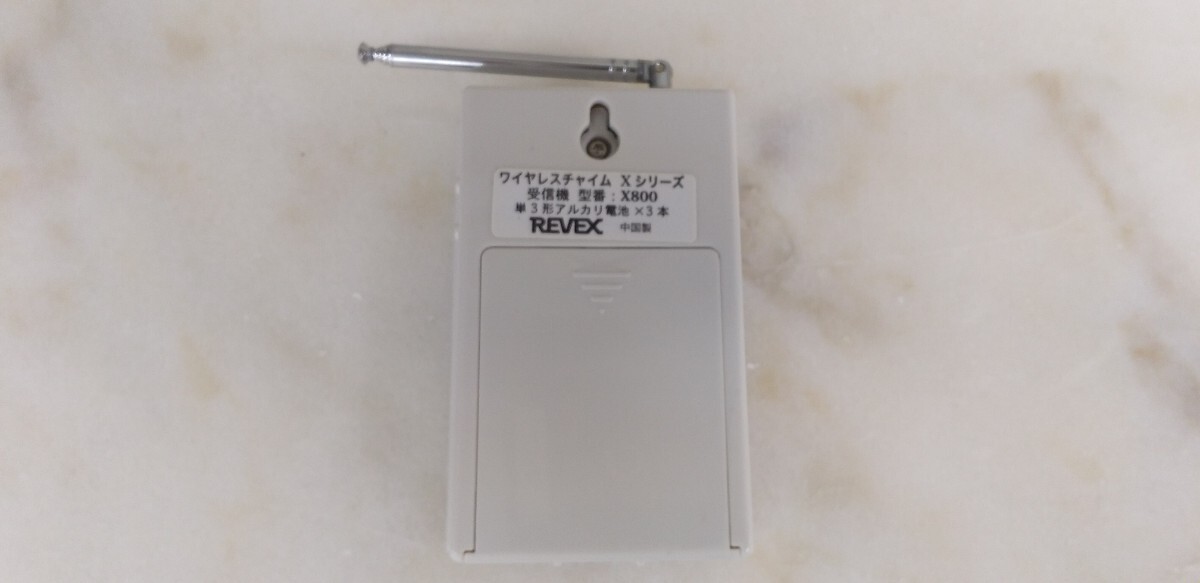 ワイヤレスチャイム Xシリーズ
受信機 型番：X800
単3形アルカリ電池×3本
REVEX 中国製